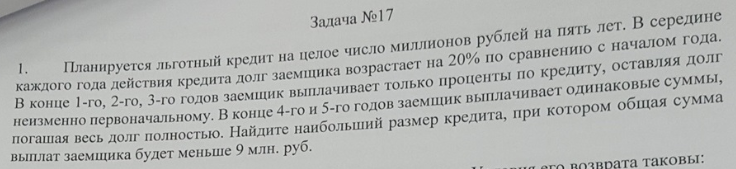 Задача №17
1. Планируется льготный кредит на целое число миллионов рублей на пять лет. В середине
каждого года действия кредита долг заемщика возрастает на 20% по сравнению с началом года.
В конце 1-го, 2-го, 3-го годов заемщик выплачивает только проценты по кредиту, оставляя долг
неизменно первоначальному. В конце 4-го и 5-го годов заемщик выплачивает одинаковые суммы,
погашая весь долг полностью. Найдите наибольший размер кредита, при котором общая сумма
выплат заемщика будет меньше 9 млн. руб.
его возврата таковы: